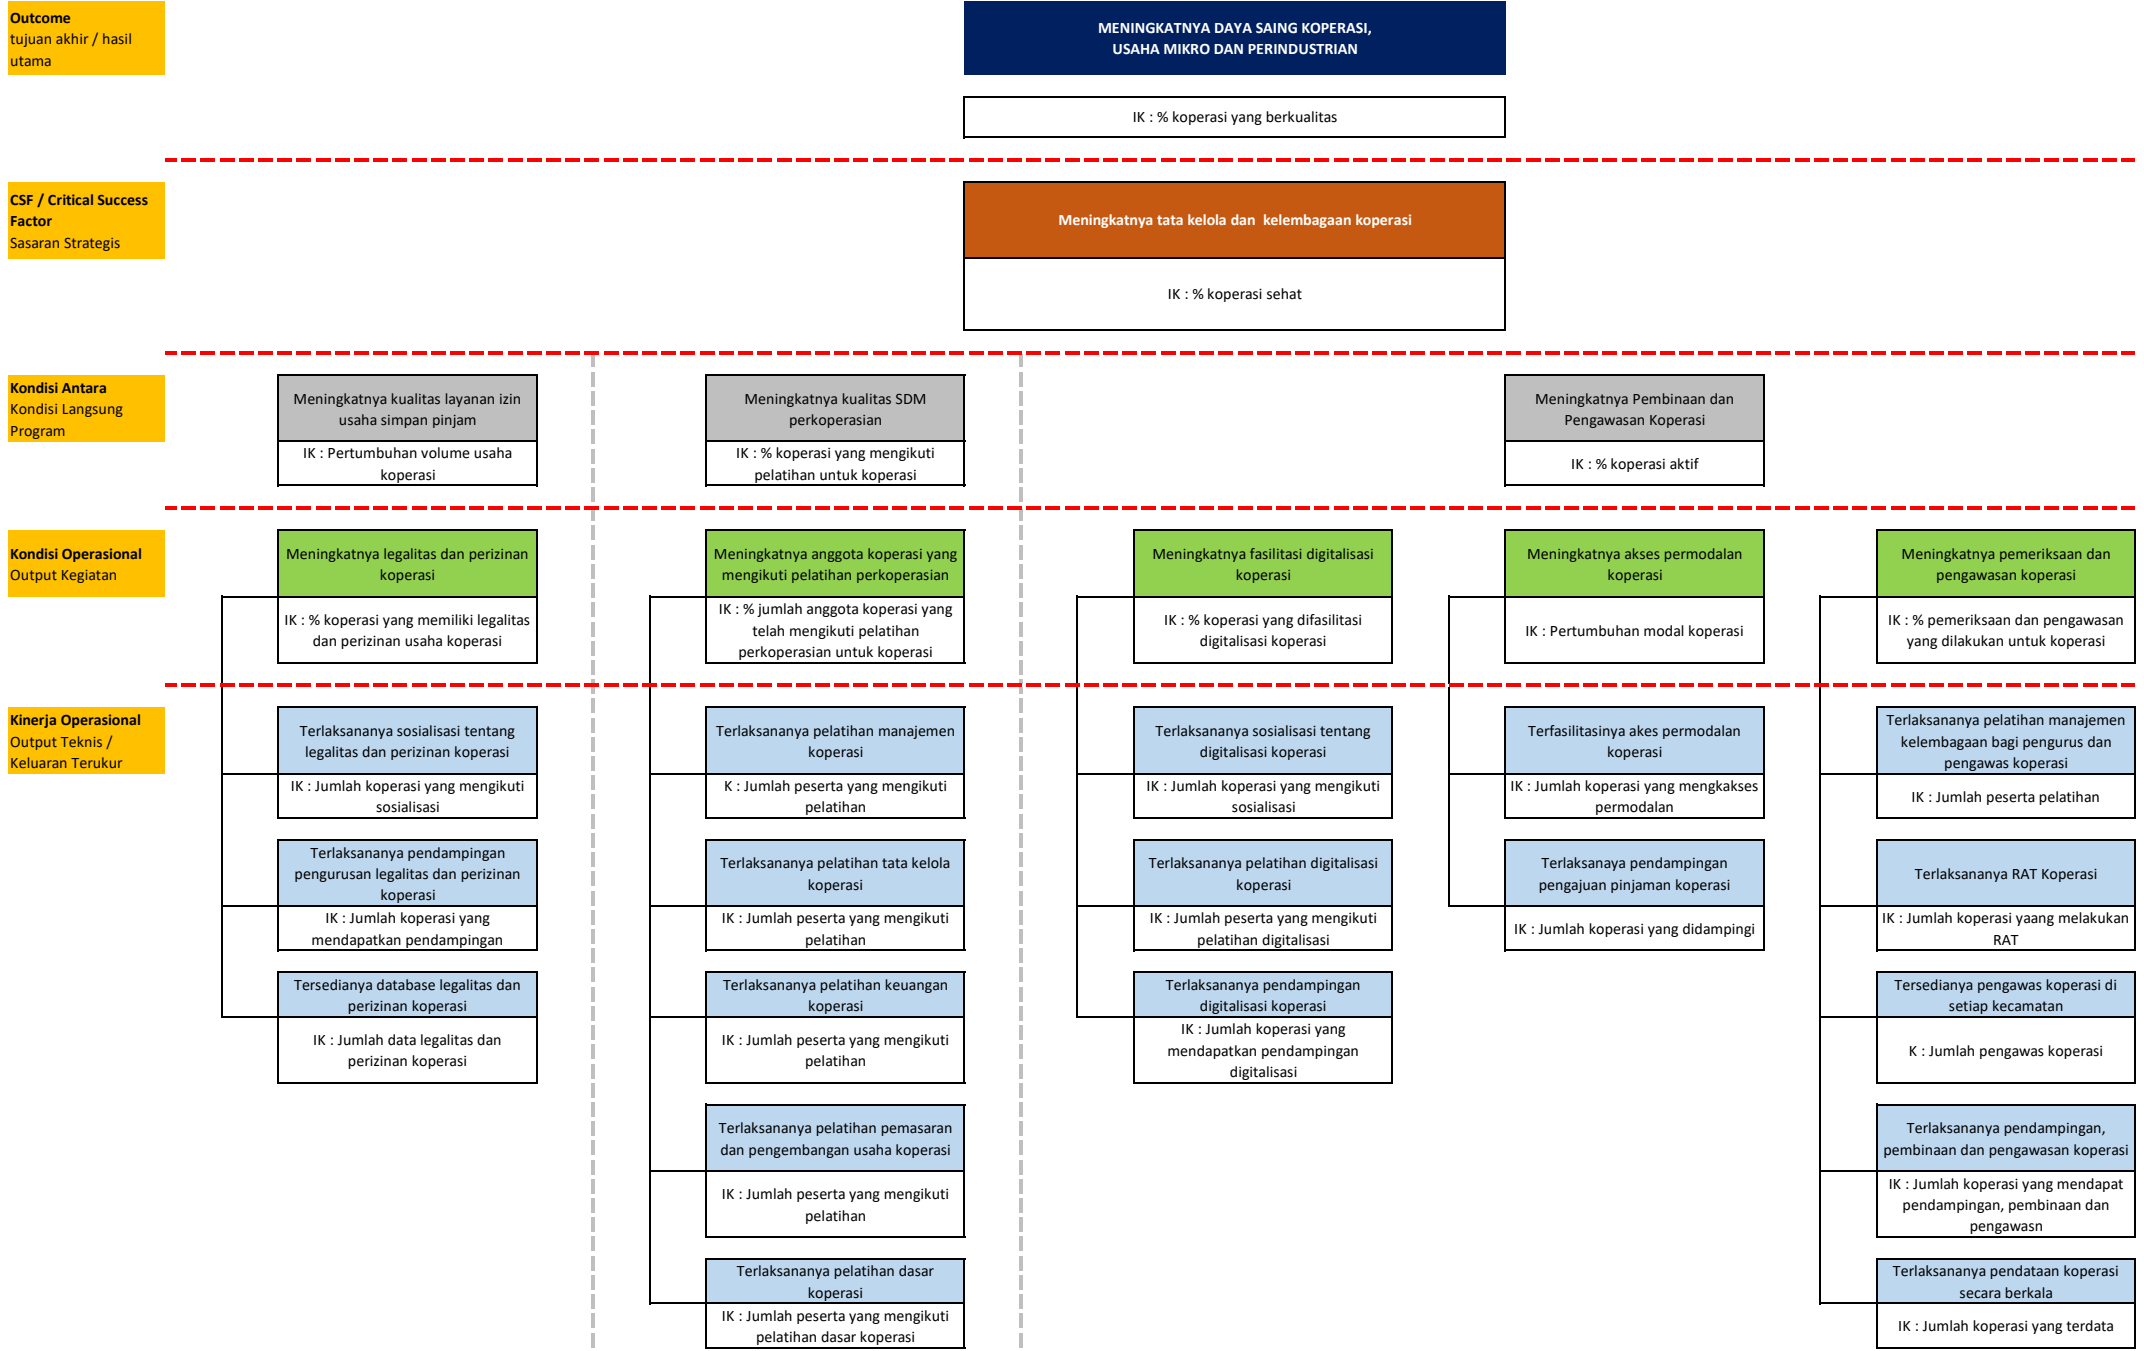 Outcome
tujuan akhir / hasil
utama
MENINGKATNYA DAYA SAING KOPERASI,
USAHA MIKRO DAN PERINDUSTRIAN
IK : % koperasi yang berkualitas
CSF / Critical Success
Factor
Sasaran Strategis
Meningkatnya tata kelola dan  kelembagaan koperasi
IK : % koperasi sehat
Kondisi Antara
Kondisi Langsung
Program
Meningkatnya kualitas layanan izin
usaha simpan pinjam
IK : Pertumbuhan volume usaha
koperasi
Meningkatnya kualitas SDM
perkoperasian
IK : % koperasi yang mengikuti
pelatihan untuk koperasi
Meningkatnya Pembinaan dan
Pengawasan Koperasi
IK : % koperasi aktif
Kondisi Operasional
Output Kegiatan
Meningkatnya legalitas dan perizinan
koperasi
IK : % koperasi yang memiliki legalitas
dan perizinan usaha koperasi
Meningkatnya anggota koperasi yang
mengikuti pelatihan perkoperasian
IK : % jumlah anggota koperasi yang
telah mengikuti pelatihan
perkoperasian untuk koperasi
Meningkatnya fasilitasi digitalisasi
koperasi
IK : % koperasi yang difasilitasi
digitalisasi koperasi
Meningkatnya akses permodalan
koperasi
IK : Pertumbuhan modal koperasi
Meningkatnya pemeriksaan dan
pengawasan koperasi
IK : % pemeriksaan dan pengawasan
yang dilakukan untuk koperasi
Kinerja Operasional
Output Teknis /
Keluaran Terukur
Terlaksananya sosialisasi tentang
legalitas dan perizinan koperasi
IK : Jumlah koperasi yang mengikuti
sosialisasi
Terlaksananya pendampingan
pengurusan legalitas dan perizinan
koperasi
IK : Jumlah koperasi yang
mendapatkan pendampingan
Tersedianya database legalitas dan
perizinan koperasi
IK : Jumlah data legalitas dan
perizinan koperasi
Terlaksananya pelatihan manajemen
koperasi
K : Jumlah peserta yang mengikuti
pelatihan
Terlaksananya pelatihan tata kelola
koperasi
IK : Jumlah peserta yang mengikuti
pelatihan
Terlaksananya pelatihan keuangan
koperasi
IK : Jumlah peserta yang mengikuti
pelatihan
Terlaksananya pelatihan pemasaran
dan pengembangan usaha koperasi
IK : Jumlah peserta yang mengikuti
pelatihan
Terlaksananya pelatihan dasar
koperasi
IK : Jumlah peserta yang mengikuti
pelatihan dasar koperasi
Terlaksananya sosialisasi tentang
digitalisasi koperasi
IK : Jumlah koperasi yang mengikuti
sosialisasi
Terlaksananya pelatihan digitalisasi
koperasi
IK : Jumlah peserta yang mengikuti
pelatihan digitalisasi
Terlaksananya pendampingan
digitalisasi koperasi
IK : Jumlah koperasi yang
mendapatkan pendampingan
digitalisasi
Terfasilitasinya akes permodalan
koperasi
IK : Jumlah koperasi yang mengkakses
permodalan
Terlaksanaya pendampingan
pengajuan pinjaman koperasi
IK : Jumlah koperasi yang didampingi
Terlaksananya pelatihan manajemen
kelembagaan bagi pengurus dan
pengawas koperasi
IK : Jumlah peserta pelatihan
Terlaksananya RAT Koperasi
IK : Jumlah koperasi yaang melakukan
RAT
Tersedianya pengawas koperasi di
setiap kecamatan
K : Jumlah pengawas koperasi
Terlaksananya pendampingan,
pembinaan dan pengawasan koperasi
IK : Jumlah koperasi yang mendapat
pendampingan, pembinaan dan
pengawasn
Terlaksananya pendataan koperasi
secara berkala
IK : Jumlah koperasi yang terdata